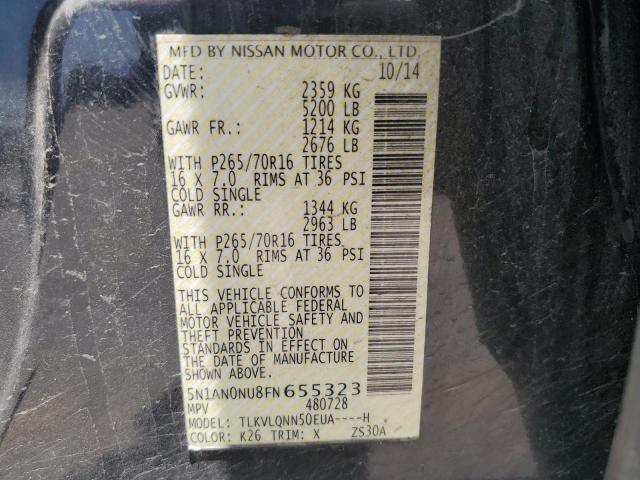 MFD BY NISSAN MOTOR CO., LTD
DATE: 10/14
GVWR: 2359 KG
5200 LB
GAWR FR.: 1214 KG
2676 LB
WITH P265/70R16 TIRES
16 X 7.0 RIMS AT 36 PSI
COLD SINGLE
GAWR RR.: 1344 KG
2963 LB
WITH P265/70R16 TIRES
16 X 7.0 RIMS AT 36 PSI
COLD SINGLE
THIS VEHICLE CONFORMS TO
ALL APPLICABLE FEDERAL
MOTOR VEHICLE SAFETY AND
THEFT PREVENTION
STANDARDS IN EFFECT ON
THE DATE OF MANUFACTURE
SHOWN ABOVE.
5N1AN0NU8FN655323
MPV 480728
MODEL: TLKVLQNN50EUA----H
COLOR: K26 TRIM: X ZS30A